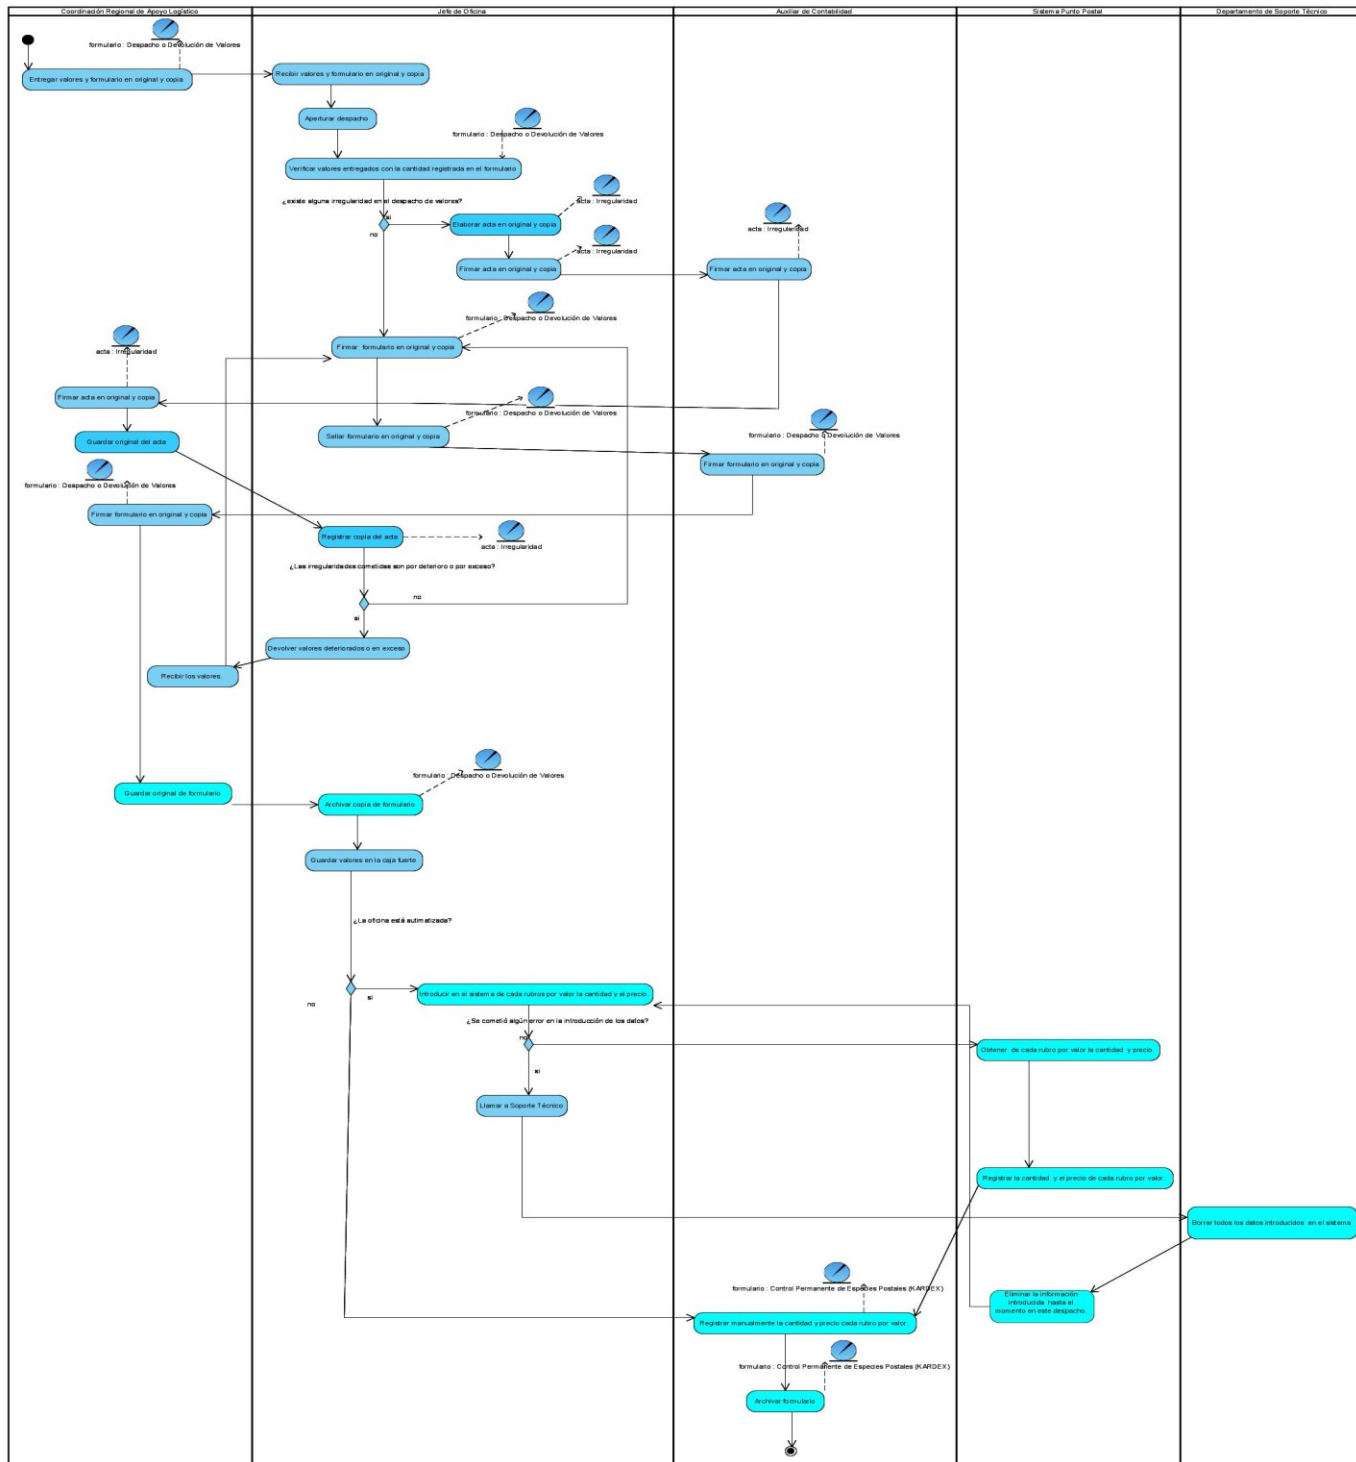 Coordinación Regional de Apoyo Logístico
Jefe de Oficina
Auxiliar de Contabilidad
Sistema Punto Postal
Departamento de Soporte Técnico
formulario : Despacho o Devolución de Valores
Entregar valores y formulario en original y copia
Recibir valores y formulario en original y copia
Aperturar despacho
formulario : Despacho o Devolución de Valores
Verificar valores entregados con la cantidad registrada en el formulario
¿existe alguna irregularidad en el despacho de valores?
acta : Irregularidad
si
Elaborar acta en original y copia
no
acta : Irregularidad
acta : Irregularidad
Firmar acta en original y copia
Firmar acta en original y copia
formulario : Despacho o Devolución de Valores
Firmar formulario en original y copia
acta : Irregularidad
Firmar acta en original y copia
formulario : Despacho o Devolución de Valores
Guardar original del acta
Sellar formulario en original y copia
formulario : Despacho o Devolución de Valores
Firmar formulario en original y copia
formulario : Despacho o Devolución de Valores
Firmar formulario en original y copia
Registrar copia del acta
acta : Irregularidad
¿Las irregularidades cometidas son por deterioro o por exceso?
no
si
Devolver valores deteriorados o en exceso
Recibir los valores.
formulario : Despacho o Devolución de Valores
Guardar original de formulario
Archivar copia de formulario
Guardar valores en la caja fuerte
¿La oficina está autimatizada?
si
no
Introducir en el sistema de cada rubros por valor la cantidad y el precio.
¿Se cometió algún error en la introducción de los datos?
no
Obtener de cada rubro por valor la cantidad y precio.
si
Llamar a Soporte Técnico
Registrar la cantidad y el precio de cada rubro por valor.
Borrar todos los datos introducidos en el sistema
formulario : Control Permanente de Especies Postales (KARDEX)
Eliminar la información
introducida hasta el
momento en este despacho.
Registrar manualmente la cantidad y precio cada rubro por valor.
formulario : Control Permanente de Especies Postales (KARDEX)
Archivar formulario